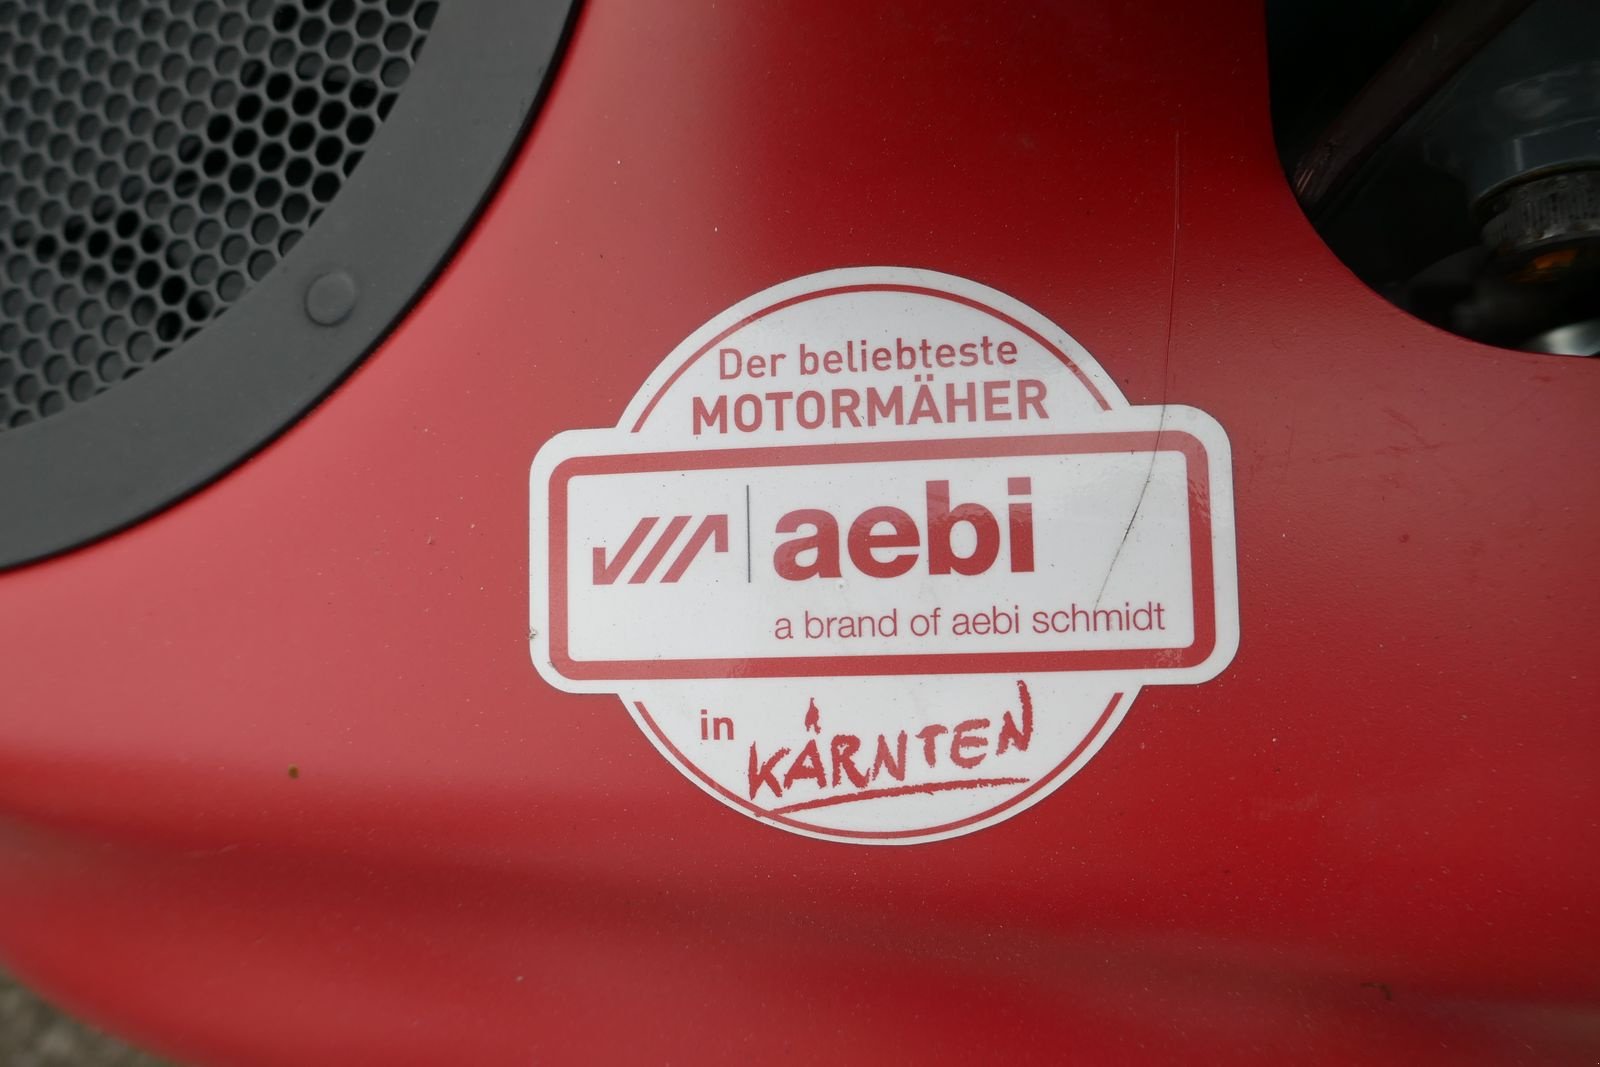 Der beliebteste
MOTORMÄHER
aebi
a brand of aebi schmidt
in KÄRNTEN